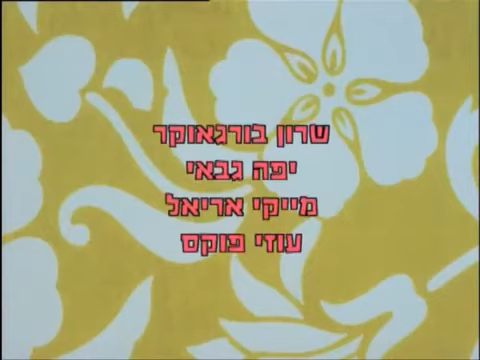 שרון בורגאוקר
יפה גבאי
מייקי אריאל
עוזי פוקס